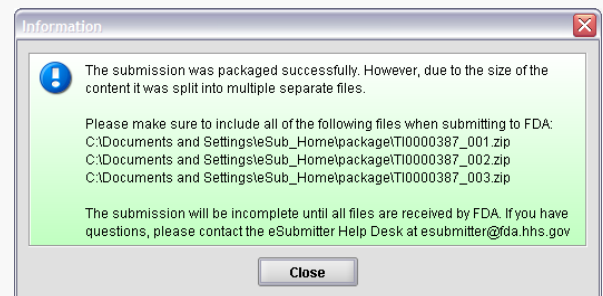 Information
The submission was packaged successfully. However, due to the size of the
content it was split into multiple separate files.
Please make sure to include all of the following files when submitting to FDA:
C:\Documents and Settings\eSub_Home\package\TI0000387_001.zip
C:\Documents and Settings\eSub_Home\package\TI0000387_002.zip
C:\Documents and Settings\eSub_Home\package\TI0000387_003.zip
The submission will be incomplete until all files are received by FDA. If you have
questions, please contact the eSubmitter Help Desk at esubmitter@fda.hhs.gov
Close